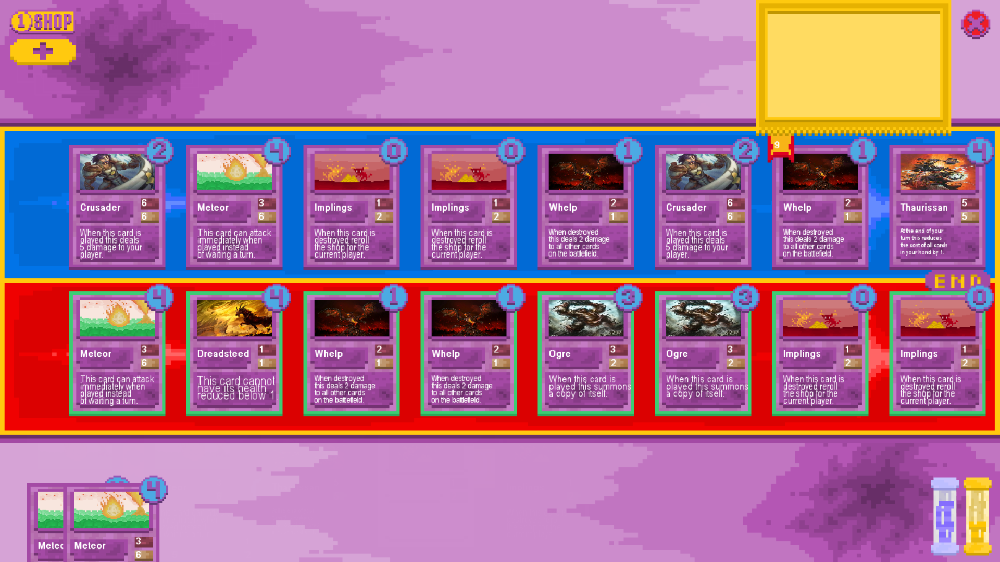 1 SHOP
9
2
Crusader
6
6
When this card is
played this deals
5 damage to your
player.
4
Meteor
3
6
This card can attack
immediately when
played instead
of waiting a turn.
0
Implings
1
2
When this card is
destroyed reroll
the shop for the
current player.
0
Implings
1
2
When this card is
destroyed reroll
the shop for the
current player.
1
Whelp
2
1
When destroyed
this deals 2 damage
to all other cards
on the battlefield.
2
Crusader
6
6
When this card is
played this deals
5 damage to your
player.
1
Whelp
2
1
When destroyed
this deals 2 damage
to all other cards
on the battlefield.
4
Thaurissan
5
5
At the end of your
turn this reduces
the cost of all cards
in your hand by 1.
END
4
Meteor
3
6
This card can attack
immediately when
played instead
of waiting a turn.
4
Dreadsteed
1
1
This card cannot
have its health
reduced below 1.
1
Whelp
2
1
When destroyed
this deals 2 damage
to all other cards
on the battlefield.
1
Whelp
2
1
When destroyed
this deals 2 damage
to all other cards
on the battlefield.
3
Ogre
3
2
When this card is
played this summons
a copy of itself.
3
Ogre
3
2
When this card is
played this summons
a copy of itself.
0
Implings
1
2
When this card is
destroyed reroll
the shop for the
current player.
0
Implings
1
2
When this card is
destroyed reroll
the shop for the
current player.
Metec
4
Meteor
3
6